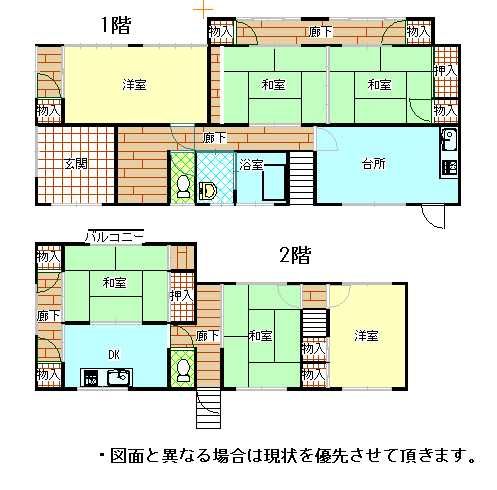 1階
物入
廊下
物入
洋室
和室
和室
押入
物入
物入
廊下
玄関
浴室
台所
バルコニー
2階
物入
和室
押入
廊下
DK
廊下
和室
洋室
物入
物入
物入
・図面と異なる場合は現状を優先させて頂きます。